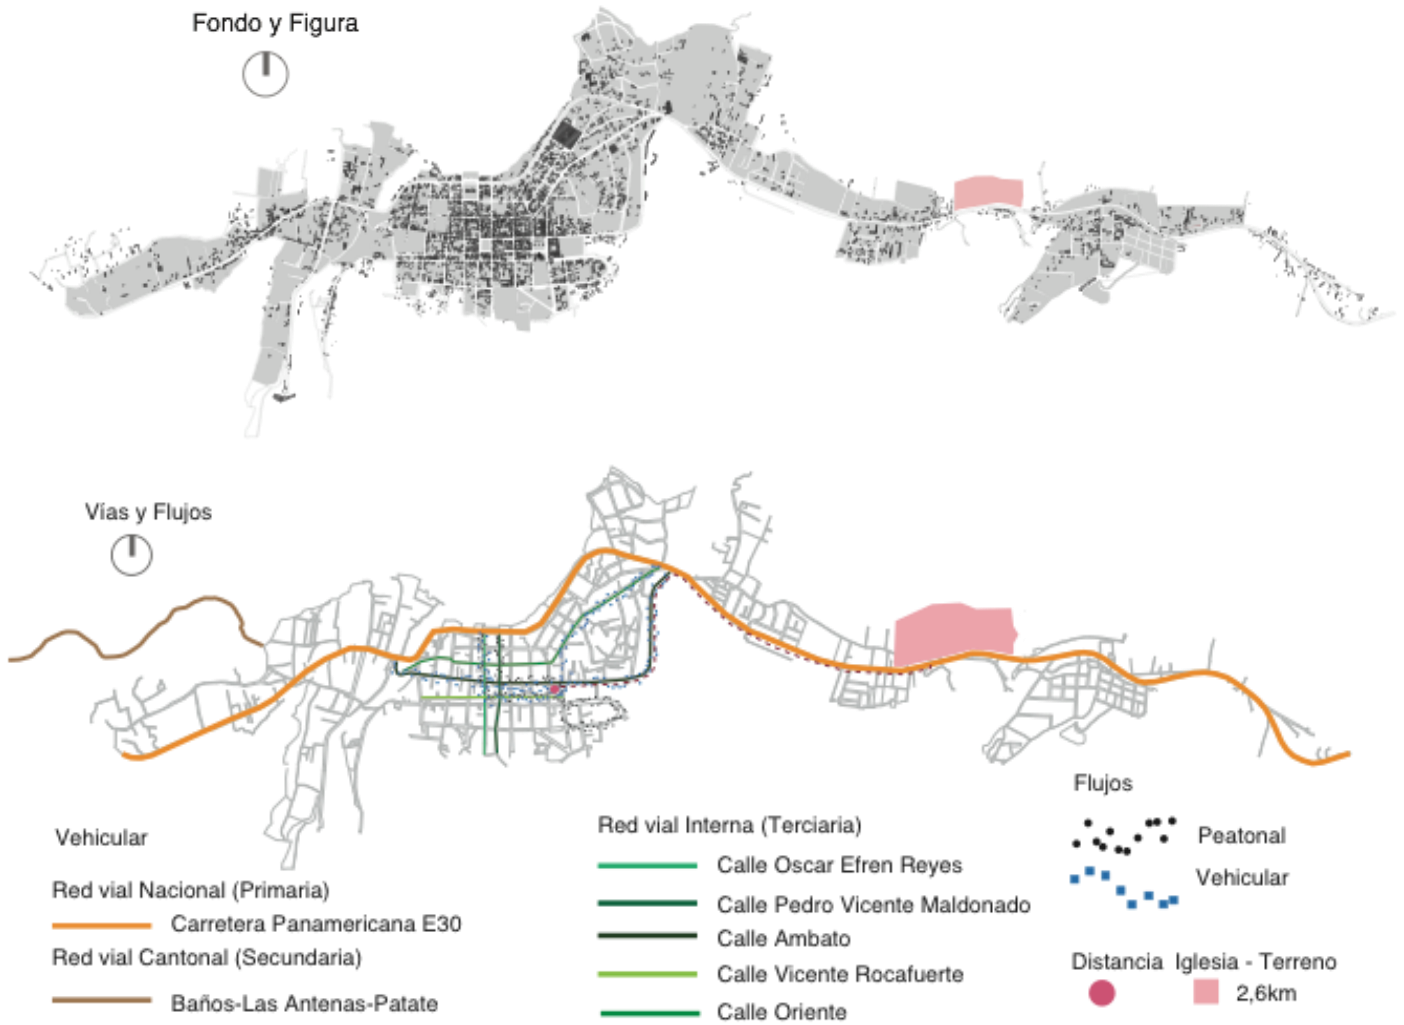 Fondo y Figura
Vías y Flujos
Vehicular
Red vial Nacional (Primaria)
Carretera Panamericana E30
Red vial Cantonal (Secundaria)
Baños-Las Antenas-Patate
Red vial Interna (Terciaria)
Calle Oscar Efren Reyes
Calle Pedro Vicente Maldonado
Calle Ambato
Calle Vicente Rocafuerte
Calle Oriente
Flujos
Peatonal
Vehicular
Distancia Iglesia - Terreno
2,6km